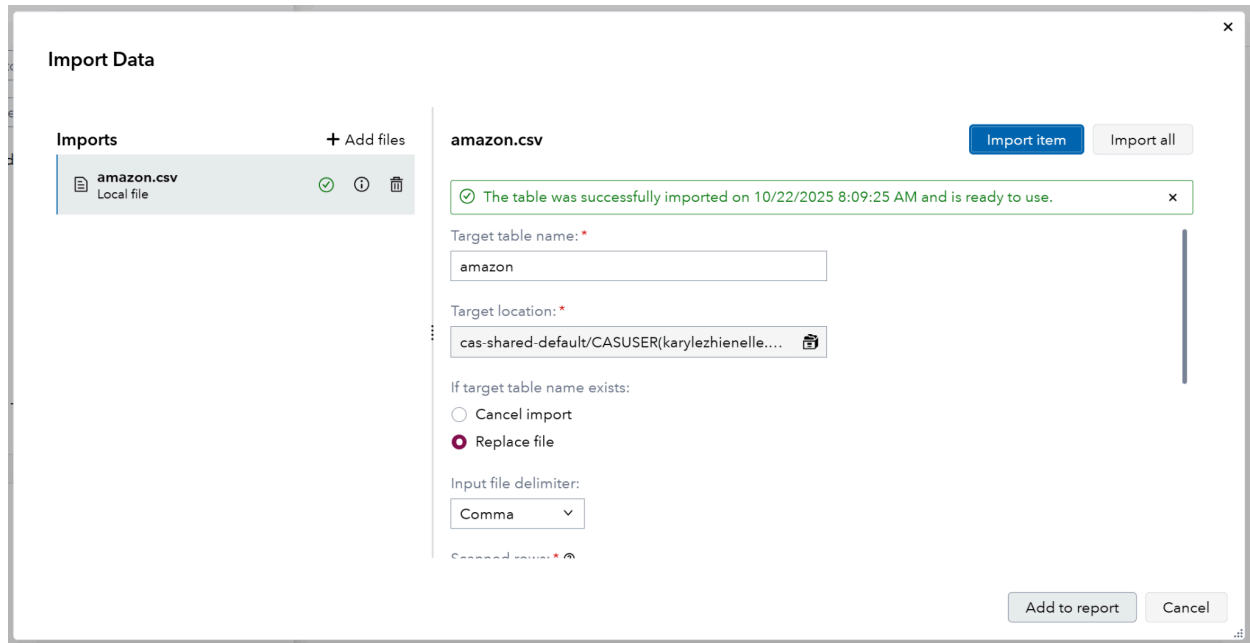 Import Data
Imports
+ Add files
amazon.csv
Local file
amazon.csv
Import item
Import all
The table was successfully imported on 10/22/2025 8:09:25 AM and is ready to use.
Target table name:*
amazon
Target location:*
cas-shared-default/CASUSER(karylezhienelle....
If target table name exists:
Cancel import
Replace file
Input file delimiter:
Comma
Scanned rows:*
Add to report
Cancel